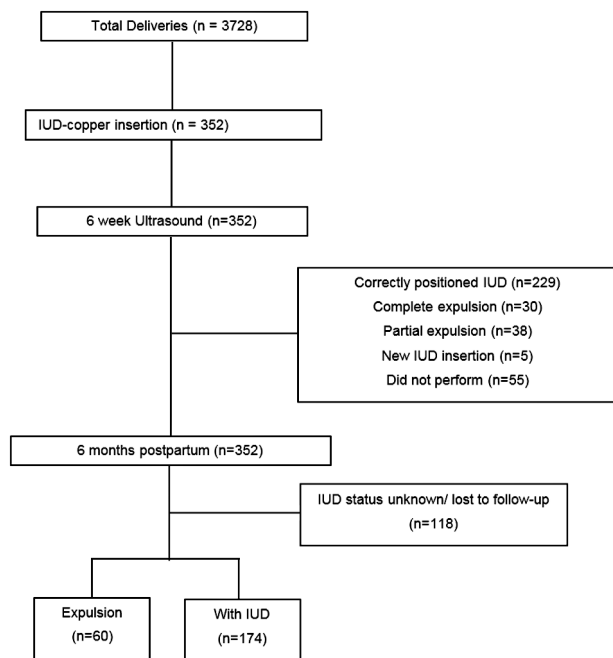 Total Deliveries (n = 3728)
IUD-copper insertion (n = 352)
6 week Ultrasound (n=352)
Correctly positioned IUD (n=229)
Complete expulsion (n=30)
Partial expulsion (n=38)
New IUD insertion (n=5)
Did not perform (n=55)
6 months postpartum (n=352)
IUD status unknown/ lost to follow-up
(n=118)
Expulsion
(n=60)
With IUD
(n=174)